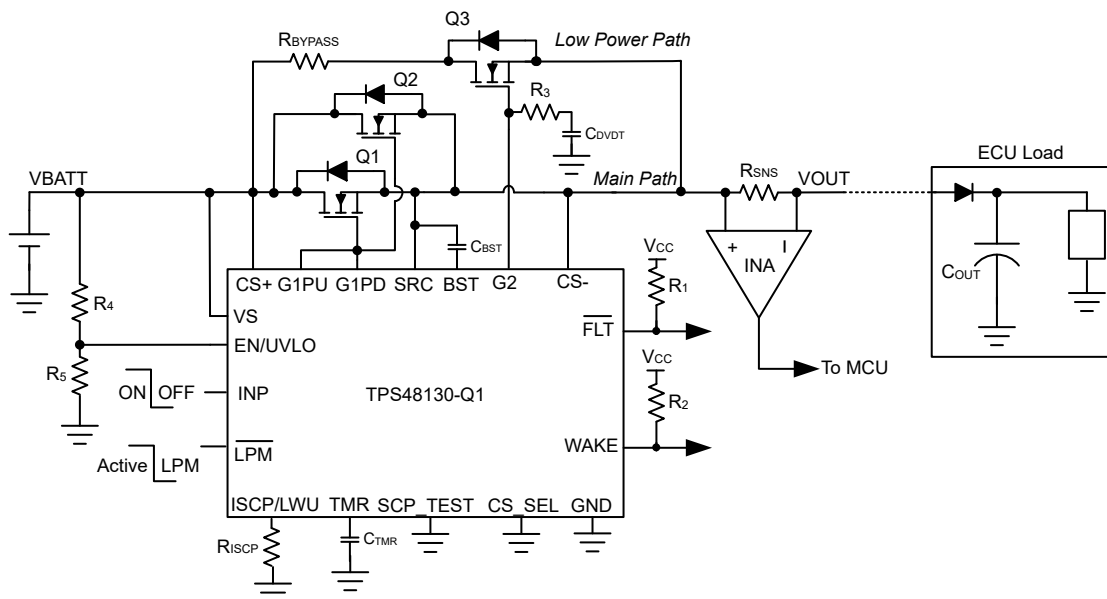 Q3
RBYPASS
Low Power Path
Q2
R3
CDVDT
Q1
ECU Load
VBATT
Main Path
RSNS
VOUT
CBST
VCC
+
I
INA
COUT
CS+ G1PU G1PD SRC BST G2 CS-
R4
R1
VS
FLT
EN/UVLO
VCC
To MCU
R5
ON OFF
INP
TPS48130-Q1
R2
WAKE
Active LPM
LPM
ISCP/LWU TMR SCP_TEST CS_SEL GND
RISCP
CTMR